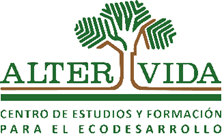 ALTER VIDA
CENTRO DE ESTUDIOS Y FORMACIÓN
PARA EL ECODESARROLLO